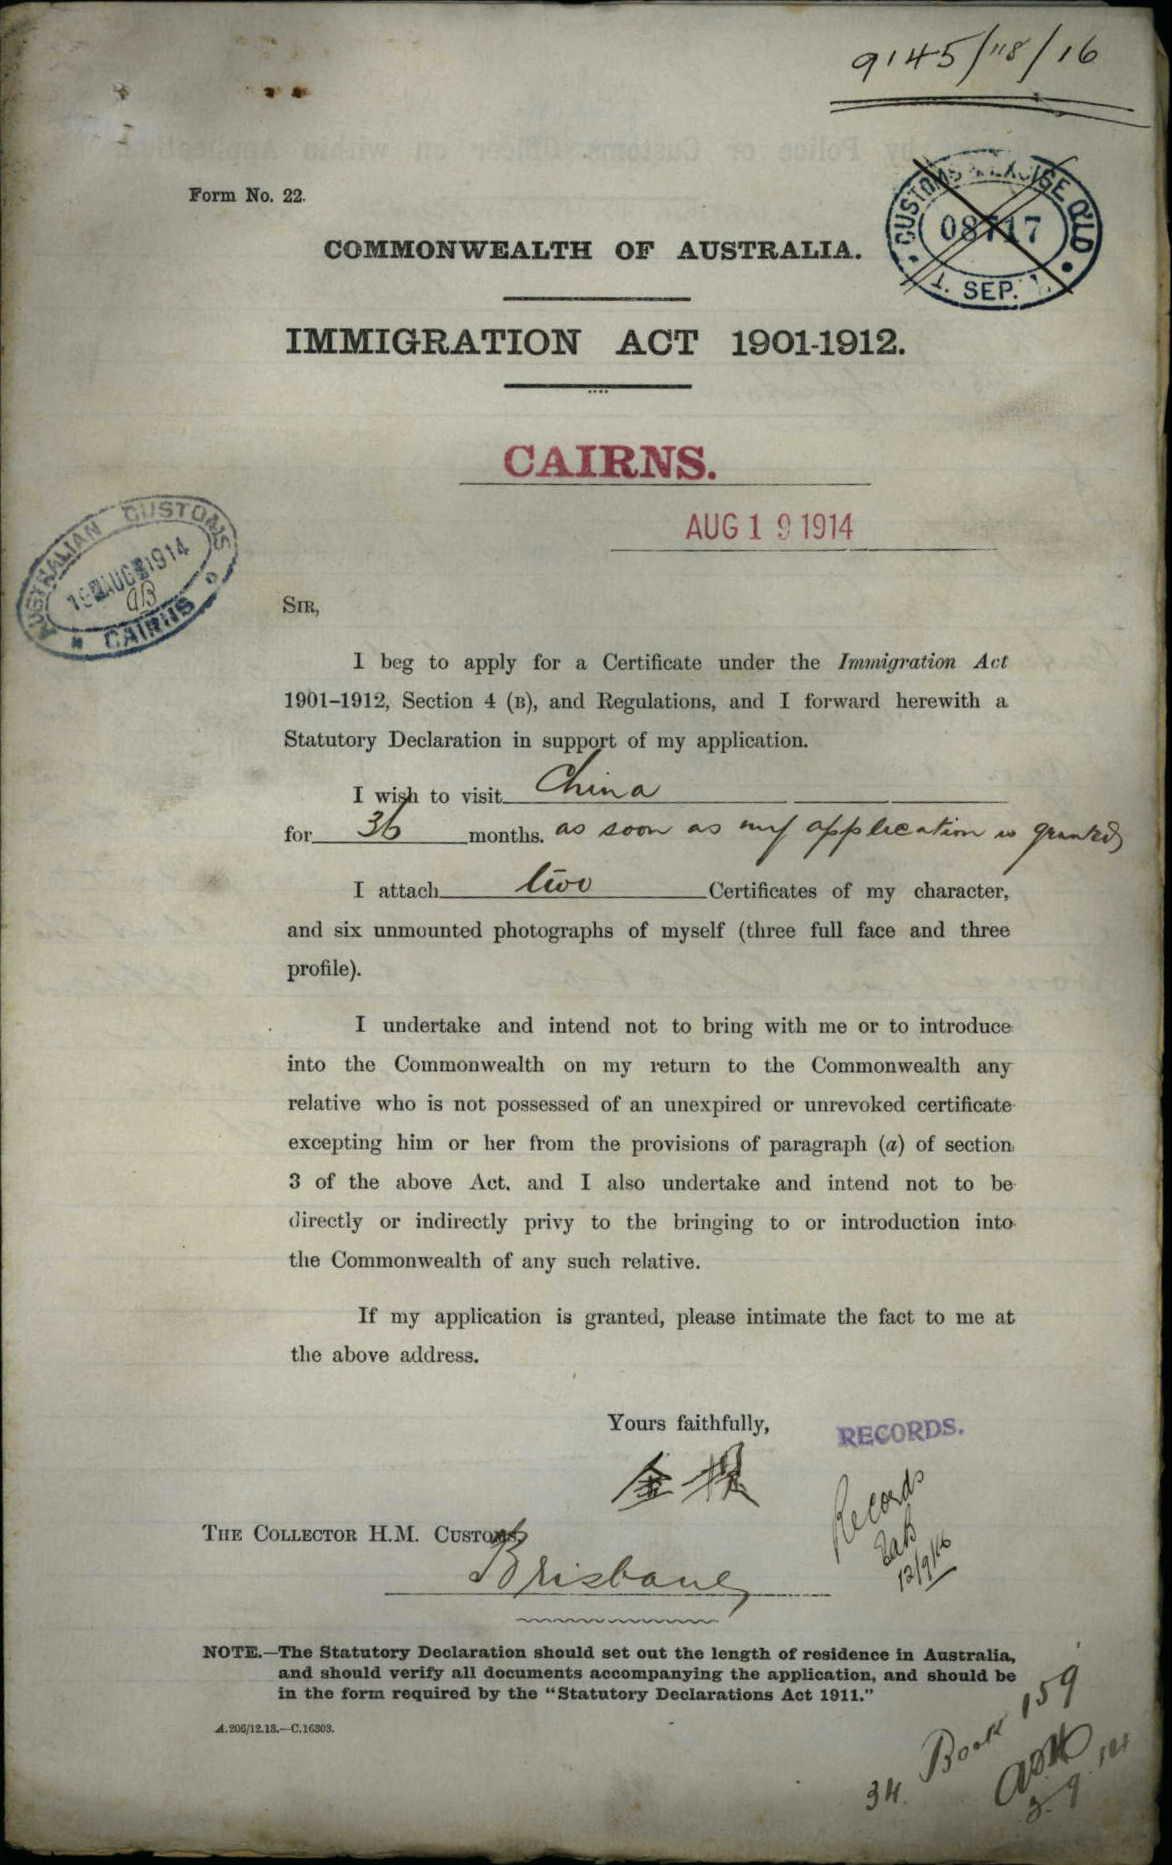 9145/118/16
Form No. 22.
CUSTOMS & EXCISE Q'LD
08717
1. SEP.
COMMONWEALTH OF AUSTRALIA.
IMMIGRATION ACT 1901-1912.
CAIRNS.
AUG 19 1914
AUSTRALIAN CUSTOMS
19 AUG 1914
CAIRNS
SIR,
I beg to apply for a Certificate under the Immigration Act
1901–1912, Section 4 (B), and Regulations, and I forward herewith a
Statutory Declaration in support of my application.
I wish to visit China
for 36 months. as soon as my application is granted
I attach two Certificates of my character,
and six unmounted photographs of myself (three full face and three
profile).
I undertake and intend not to bring with me or to introduce
into the Commonwealth on my return to the Commonwealth any
relative who is not possessed of an unexpired or unrevoked certificate
excepting him or her from the provisions of paragraph (a) of section
3 of the above Act, and I also undertake and intend not to be
directly or indirectly privy to the bringing to or introduction into
the Commonwealth of any such relative.
If my application is granted, please intimate the fact to me at
the above address.
Yours faithfully,
RECORDS.
金
Records
12/9/16
THE COLLECTOR H.M. CUSTOMS,
Brisbane
NOTE.—The Statutory Declaration should set out the length of residence in Australia,
and should verify all documents accompanying the application, and should be
in the form required by the "Statutory Declarations Act 1911."
A.206/12.13.—C.16303.
Book 159
34.
3.9.14